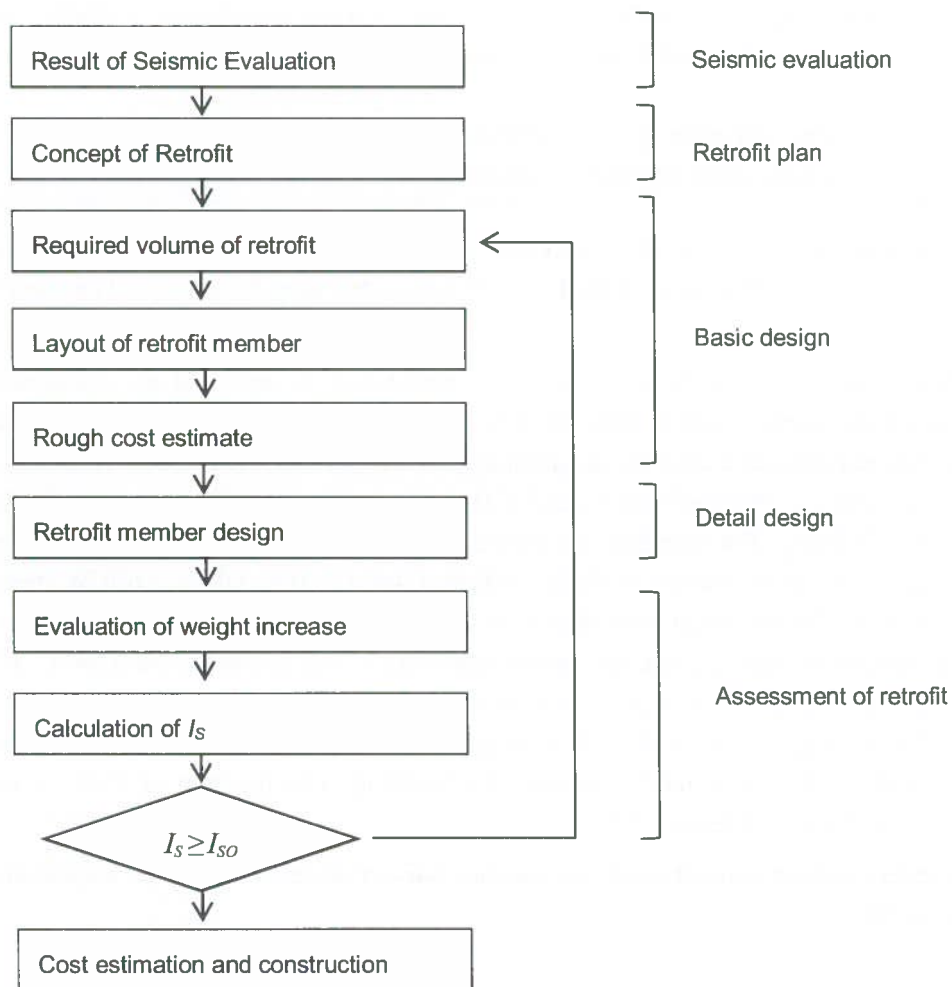 Result of Seismic Evaluation
Seismic evaluation
Concept of Retrofit
Retrofit plan
Required volume of retrofit
Layout of retrofit member
Basic design
Rough cost estimate
Retrofit member design
Detail design
Evaluation of weight increase
Calculation of Is
Assessment of retrofit
Is≥Iso
Cost estimation and construction